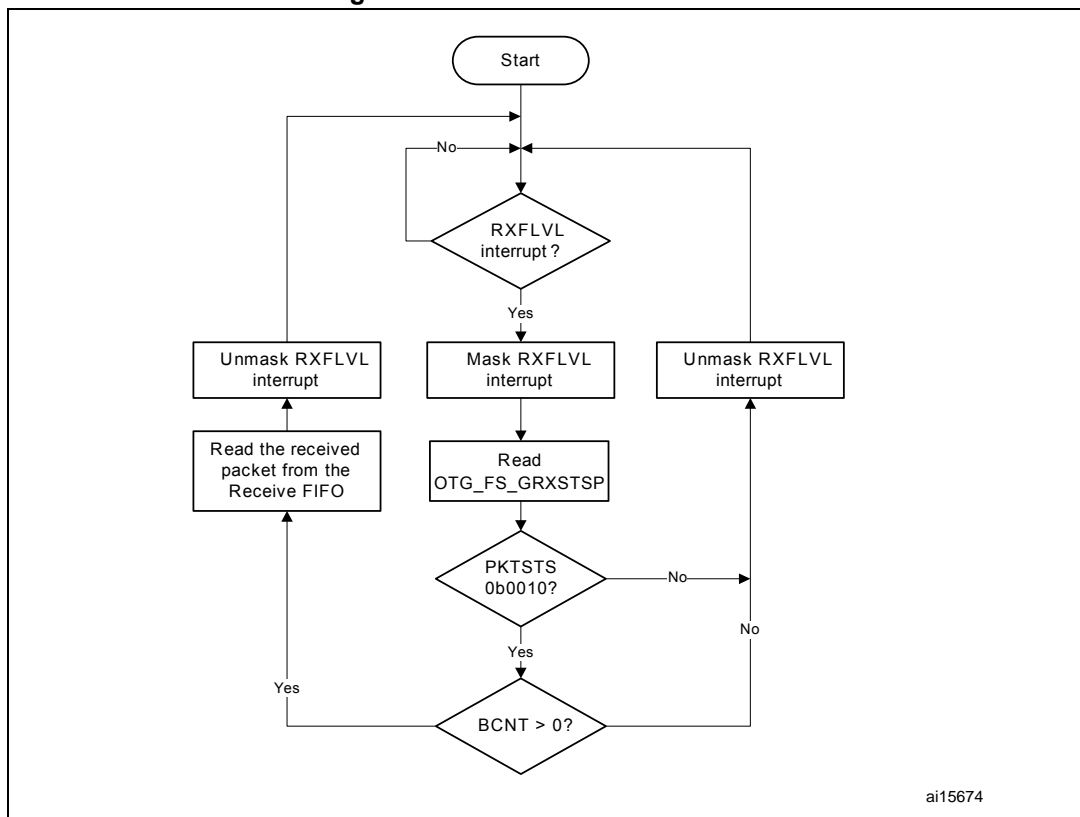 Start
No
RXFLVL
interrupt ?
Yes
Unmask RXFLVL
interrupt
Mask RXFLVL
interrupt
Unmask RXFLVL
interrupt
Read the received
packet from the
Receive FIFO
Read
OTG_FS_GRXSTSP
PKTSTS
0b0010?
No
No
Yes
Yes
BCNT > 0?
ai15674